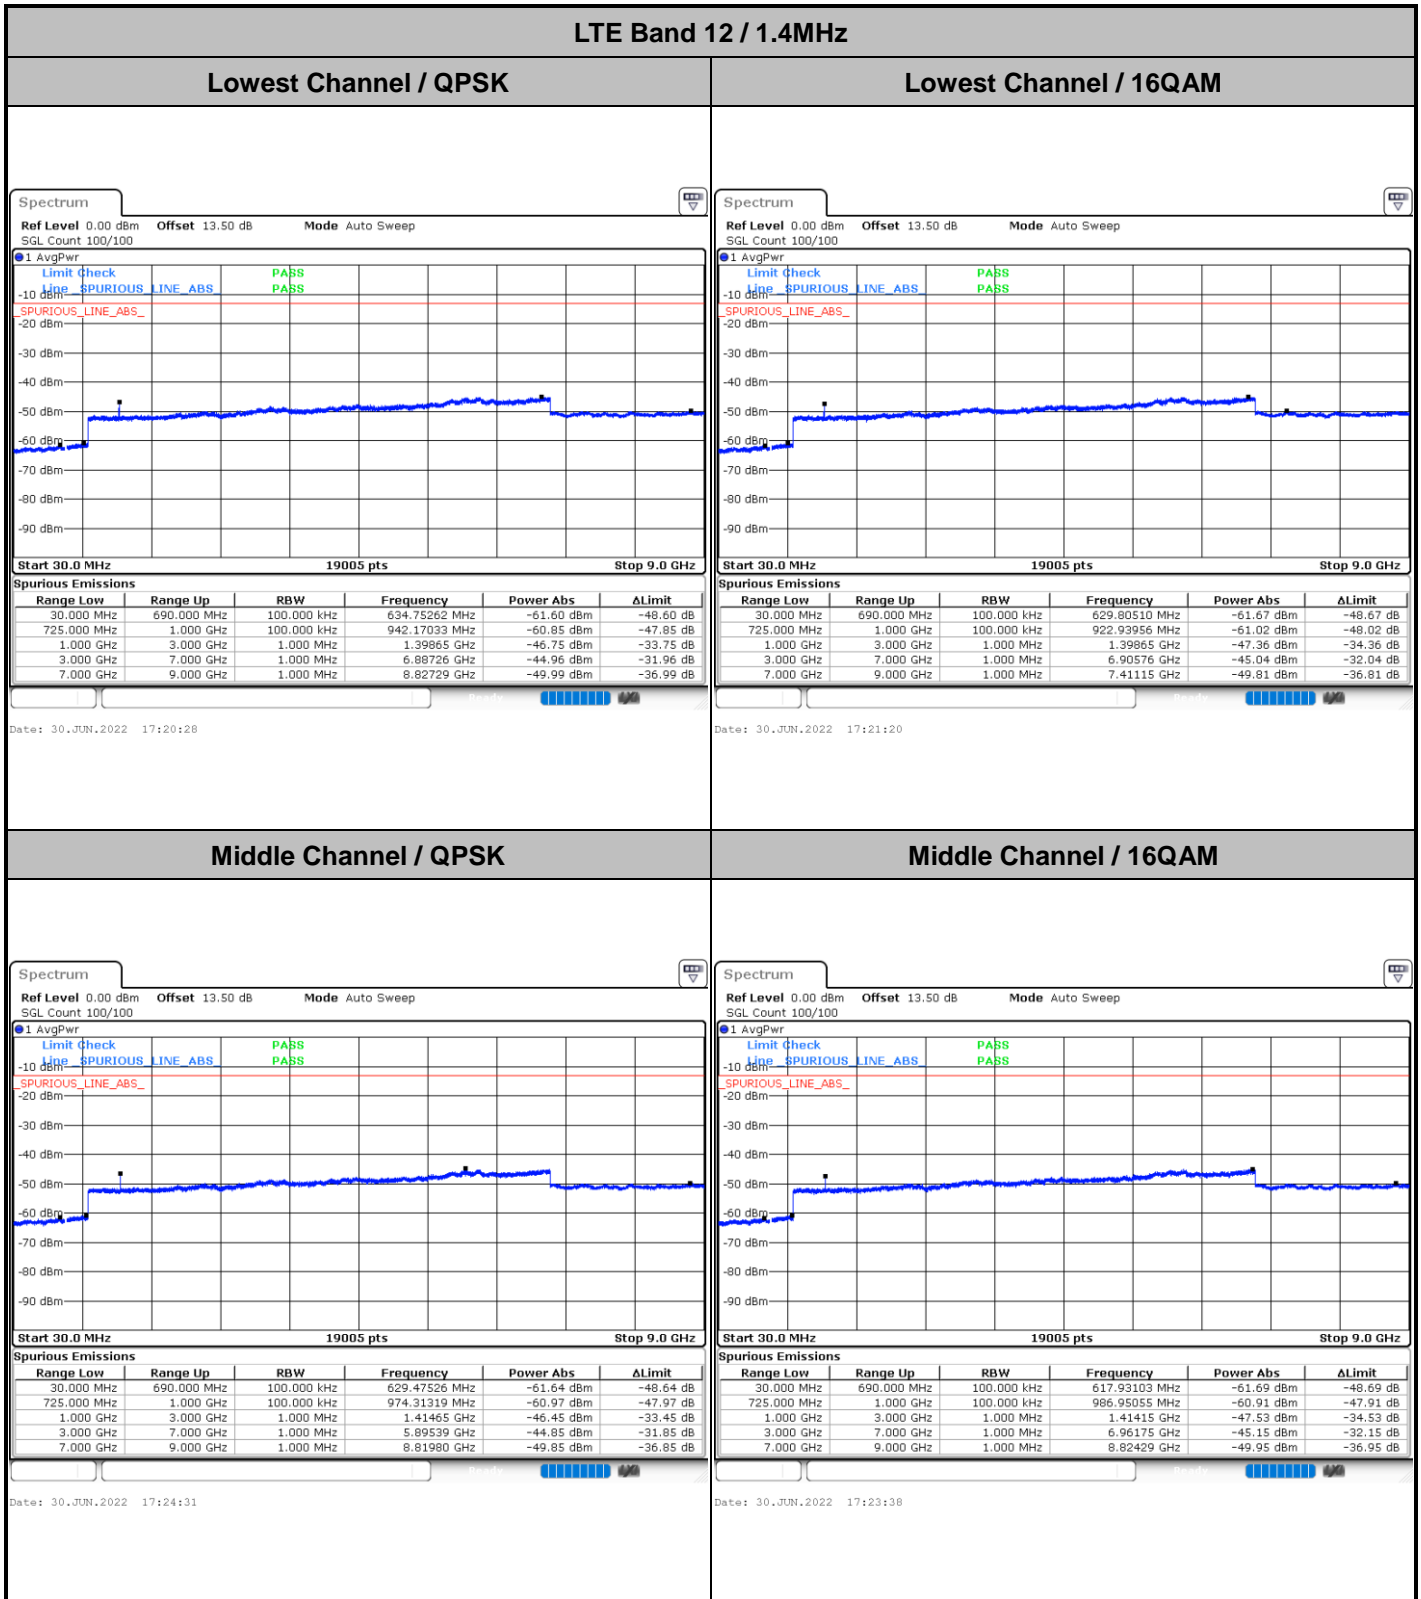 LTE Band 12 / 1.4MHz
Lowest Channel / QPSK
Lowest Channel / 16QAM
Spectrum
Ref Level 0.00 dBm Offset 13.50 dB Mode Auto Sweep
SGL Count 100/100
1 AvgPwr
Limit Check PASS
Line _SPURIOUS_LINE_ABS_ PASS
-10 dBm
_SPURIOUS_LINE_ABS_
-20 dBm
-30 dBm
-40 dBm
-50 dBm
-60 dBm
-70 dBm
-80 dBm
-90 dBm
Start 30.0 MHz 19005 pts Stop 9.0 GHz
Spurious Emissions
Range Low Range Up RBW Frequency Power Abs ΔLimit
30.000 MHz 690.000 MHz 100.000 kHz 634.75262 MHz -61.60 dBm -48.60 dB
725.000 MHz 1.000 GHz 100.000 kHz 942.17033 MHz -60.85 dBm -47.85 dB
1.000 GHz 3.000 GHz 1.000 MHz 1.39865 GHz -46.75 dBm -33.75 dB
3.000 GHz 7.000 GHz 1.000 MHz 6.88726 GHz -44.96 dBm -31.96 dB
7.000 GHz 9.000 GHz 1.000 MHz 8.82729 GHz -49.99 dBm -36.99 dB
Date: 30.JUN.2022 17:20:28
Spectrum
Ref Level 0.00 dBm Offset 13.50 dB Mode Auto Sweep
SGL Count 100/100
1 AvgPwr
Limit Check PASS
Line _SPURIOUS_LINE_ABS_ PASS
-10 dBm
_SPURIOUS_LINE_ABS_
-20 dBm
-30 dBm
-40 dBm
-50 dBm
-60 dBm
-70 dBm
-80 dBm
-90 dBm
Start 30.0 MHz 19005 pts Stop 9.0 GHz
Spurious Emissions
Range Low Range Up RBW Frequency Power Abs ΔLimit
30.000 MHz 690.000 MHz 100.000 kHz 629.80510 MHz -61.67 dBm -48.67 dB
725.000 MHz 1.000 GHz 100.000 kHz 922.93956 MHz -61.02 dBm -48.02 dB
1.000 GHz 3.000 GHz 1.000 MHz 1.39865 GHz -47.36 dBm -34.36 dB
3.000 GHz 7.000 GHz 1.000 MHz 6.90576 GHz -45.04 dBm -32.04 dB
7.000 GHz 9.000 GHz 1.000 MHz 7.41115 GHz -49.81 dBm -36.81 dB
Date: 30.JUN.2022 17:21:20
Middle Channel / QPSK
Middle Channel / 16QAM
Spectrum
Ref Level 0.00 dBm Offset 13.50 dB Mode Auto Sweep
SGL Count 100/100
1 AvgPwr
Limit Check PASS
Line _SPURIOUS_LINE_ABS_ PASS
-10 dBm
_SPURIOUS_LINE_ABS_
-20 dBm
-30 dBm
-40 dBm
-50 dBm
-60 dBm
-70 dBm
-80 dBm
-90 dBm
Start 30.0 MHz 19005 pts Stop 9.0 GHz
Spurious Emissions
Range Low Range Up RBW Frequency Power Abs ΔLimit
30.000 MHz 690.000 MHz 100.000 kHz 629.47526 MHz -61.64 dBm -48.64 dB
725.000 MHz 1.000 GHz 100.000 kHz 974.31319 MHz -60.97 dBm -47.97 dB
1.000 GHz 3.000 GHz 1.000 MHz 1.41465 GHz -46.45 dBm -33.45 dB
3.000 GHz 7.000 GHz 1.000 MHz 5.89539 GHz -44.85 dBm -31.85 dB
7.000 GHz 9.000 GHz 1.000 MHz 8.81980 GHz -49.85 dBm -36.85 dB
Date: 30.JUN.2022 17:24:31
Spectrum
Ref Level 0.00 dBm Offset 13.50 dB Mode Auto Sweep
SGL Count 100/100
1 AvgPwr
Limit Check PASS
Line _SPURIOUS_LINE_ABS_ PASS
-10 dBm
_SPURIOUS_LINE_ABS_
-20 dBm
-30 dBm
-40 dBm
-50 dBm
-60 dBm
-70 dBm
-80 dBm
-90 dBm
Start 30.0 MHz 19005 pts Stop 9.0 GHz
Spurious Emissions
Range Low Range Up RBW Frequency Power Abs ΔLimit
30.000 MHz 690.000 MHz 100.000 kHz 617.93103 MHz -61.69 dBm -48.69 dB
725.000 MHz 1.000 GHz 100.000 kHz 986.95055 MHz -60.91 dBm -47.91 dB
1.000 GHz 3.000 GHz 1.000 MHz 1.41415 GHz -47.53 dBm -34.53 dB
3.000 GHz 7.000 GHz 1.000 MHz 6.96175 GHz -45.15 dBm -32.15 dB
7.000 GHz 9.000 GHz 1.000 MHz 8.82429 GHz -49.95 dBm -36.95 dB
Date: 30.JUN.2022 17:23:38